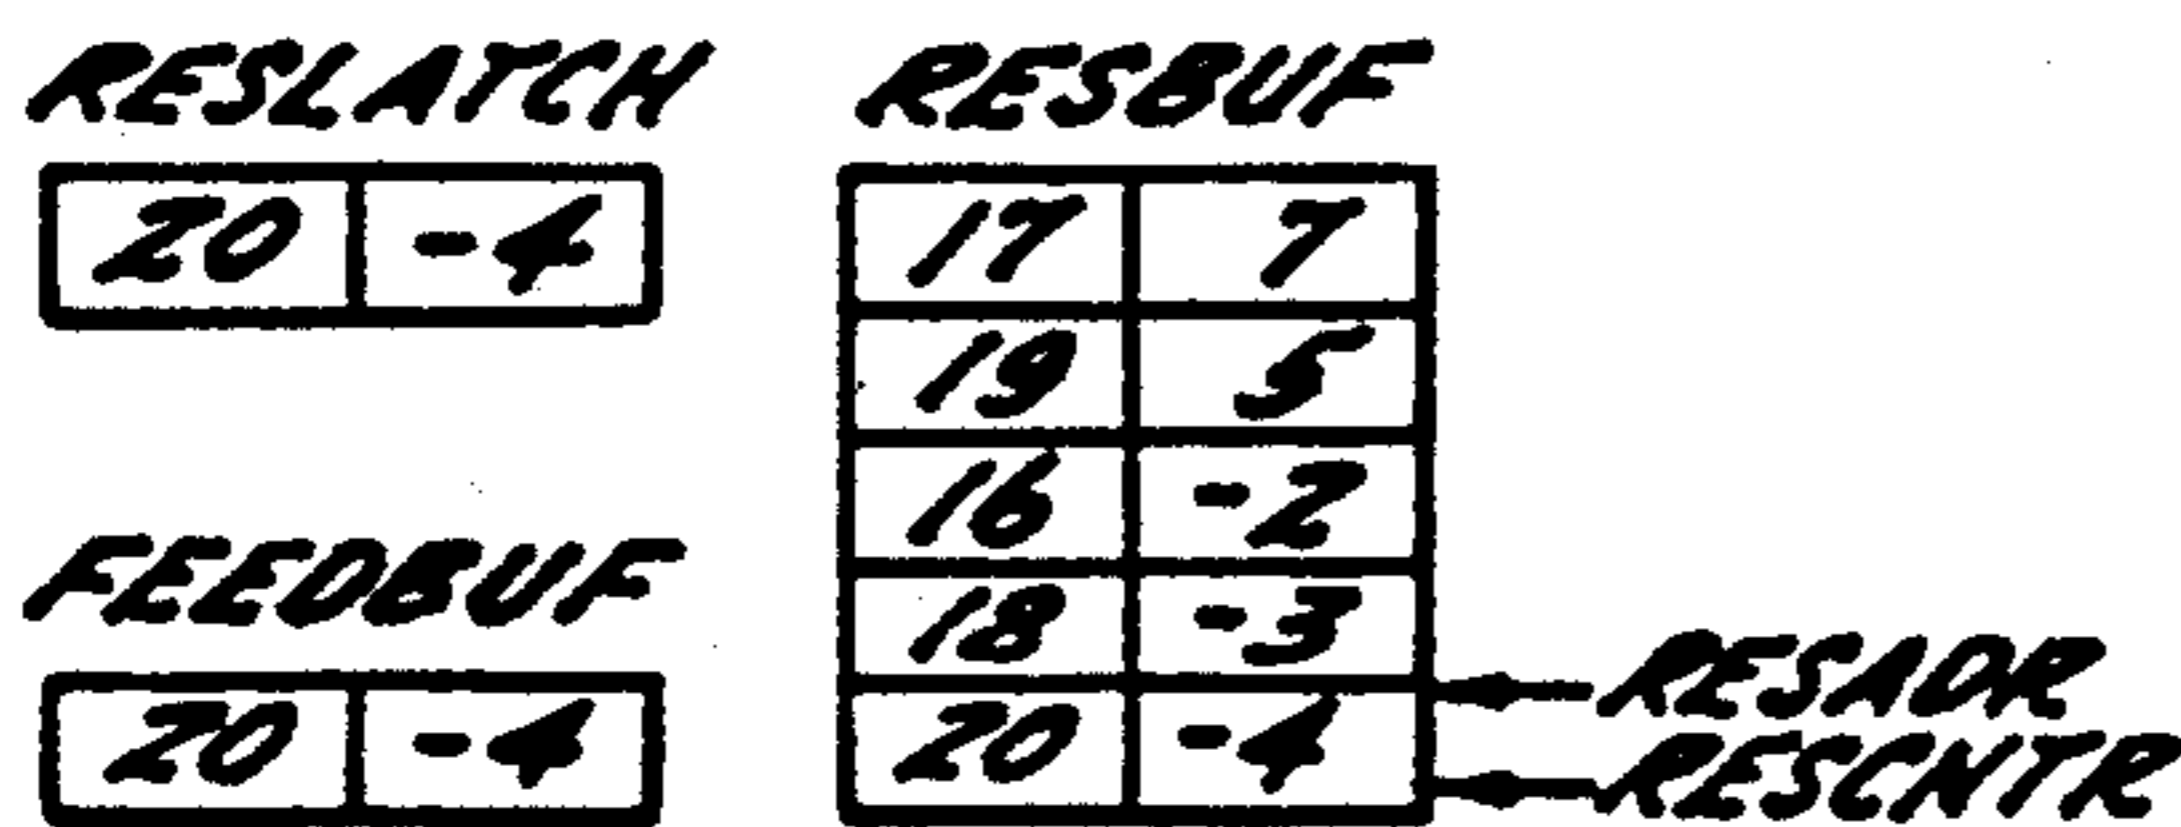 RESLATCH RESBUF
20 -4 17 7
19 5
16 -2
FEEDBUF 18 -3
RESADR
20 -4 20 -4
RESCNTR